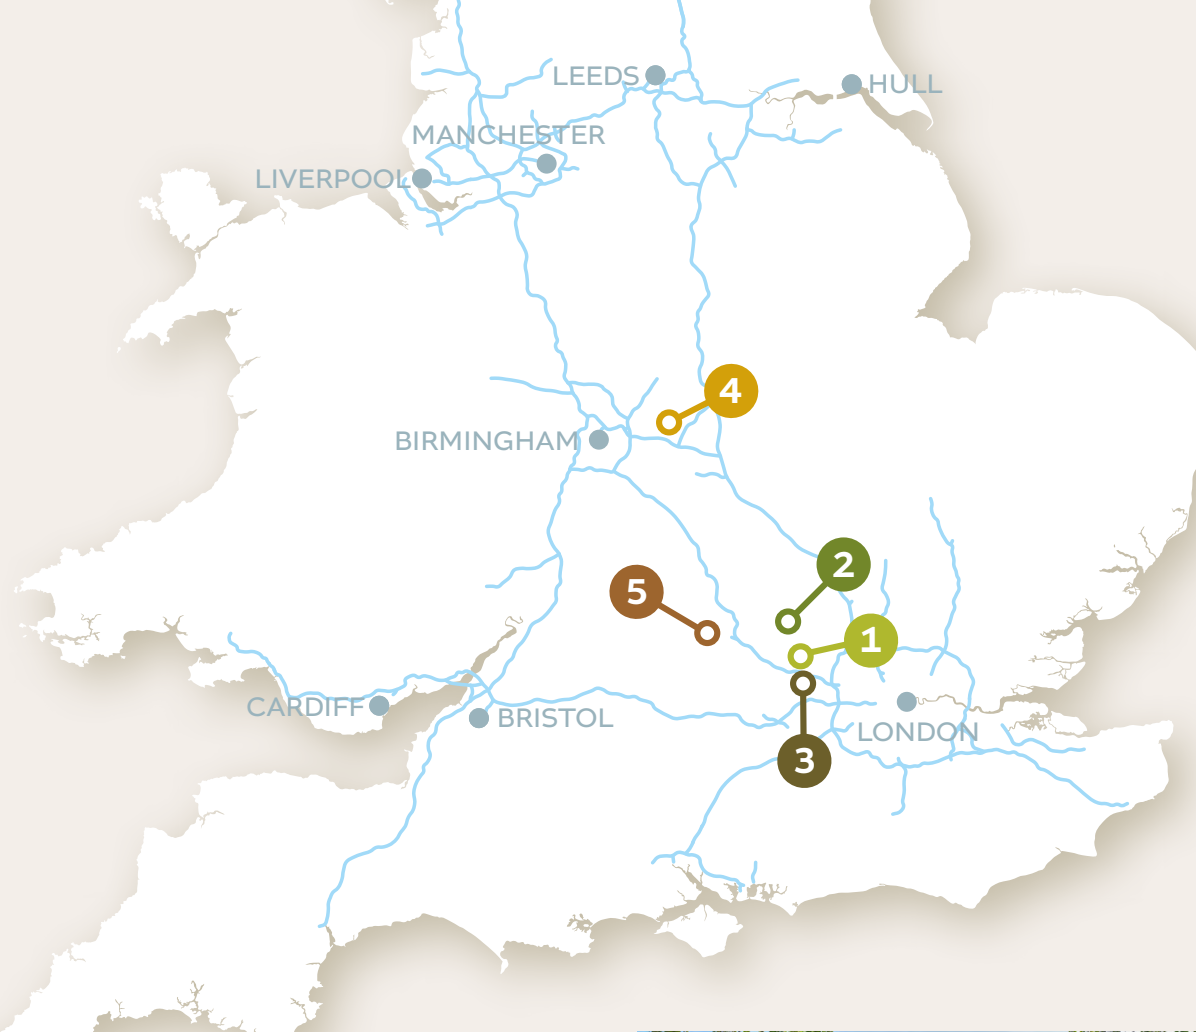 LEEDS
HULL
MANCHESTER
LIVERPOOL
4
BIRMINGHAM
2
5
1
CARDIFF
BRISTOL
LONDON
3